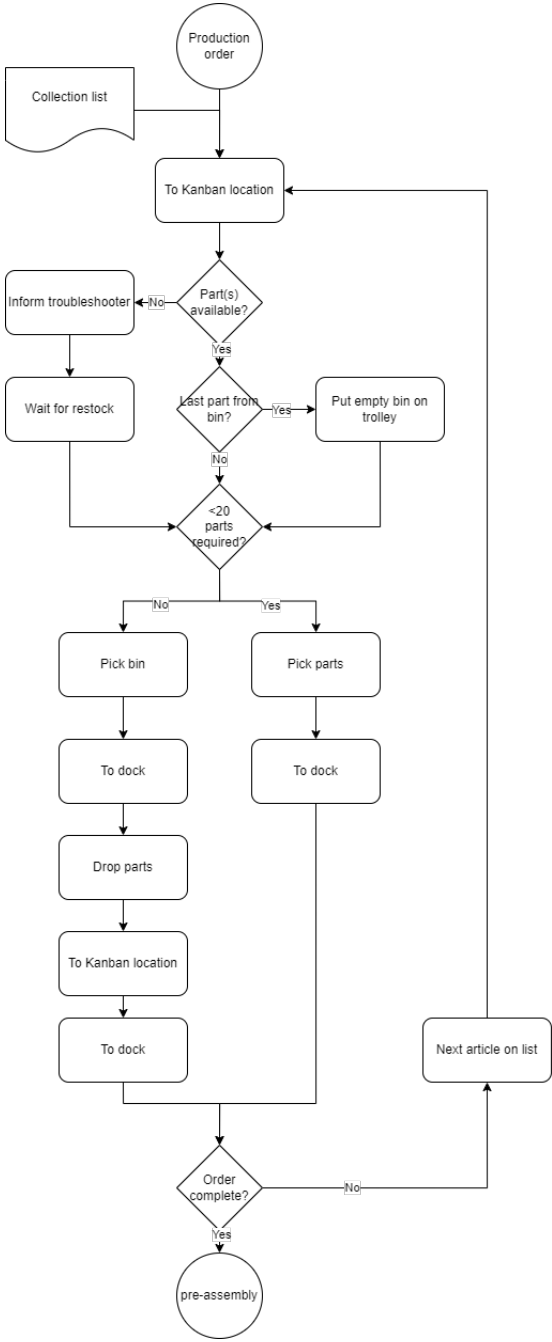 Production
order
Collection list
To Kanban location
Part(s)
available?
No
Inform troubleshooter
Yes
Wait for restock
Last part from
bin?
Yes
Put empty bin on
trolley
No
<20
parts
required?
No
Yes
Pick bin
Pick parts
To dock
To dock
Drop parts
To Kanban location
To dock
Next article on list
Order
complete?
No
Yes
pre-assembly